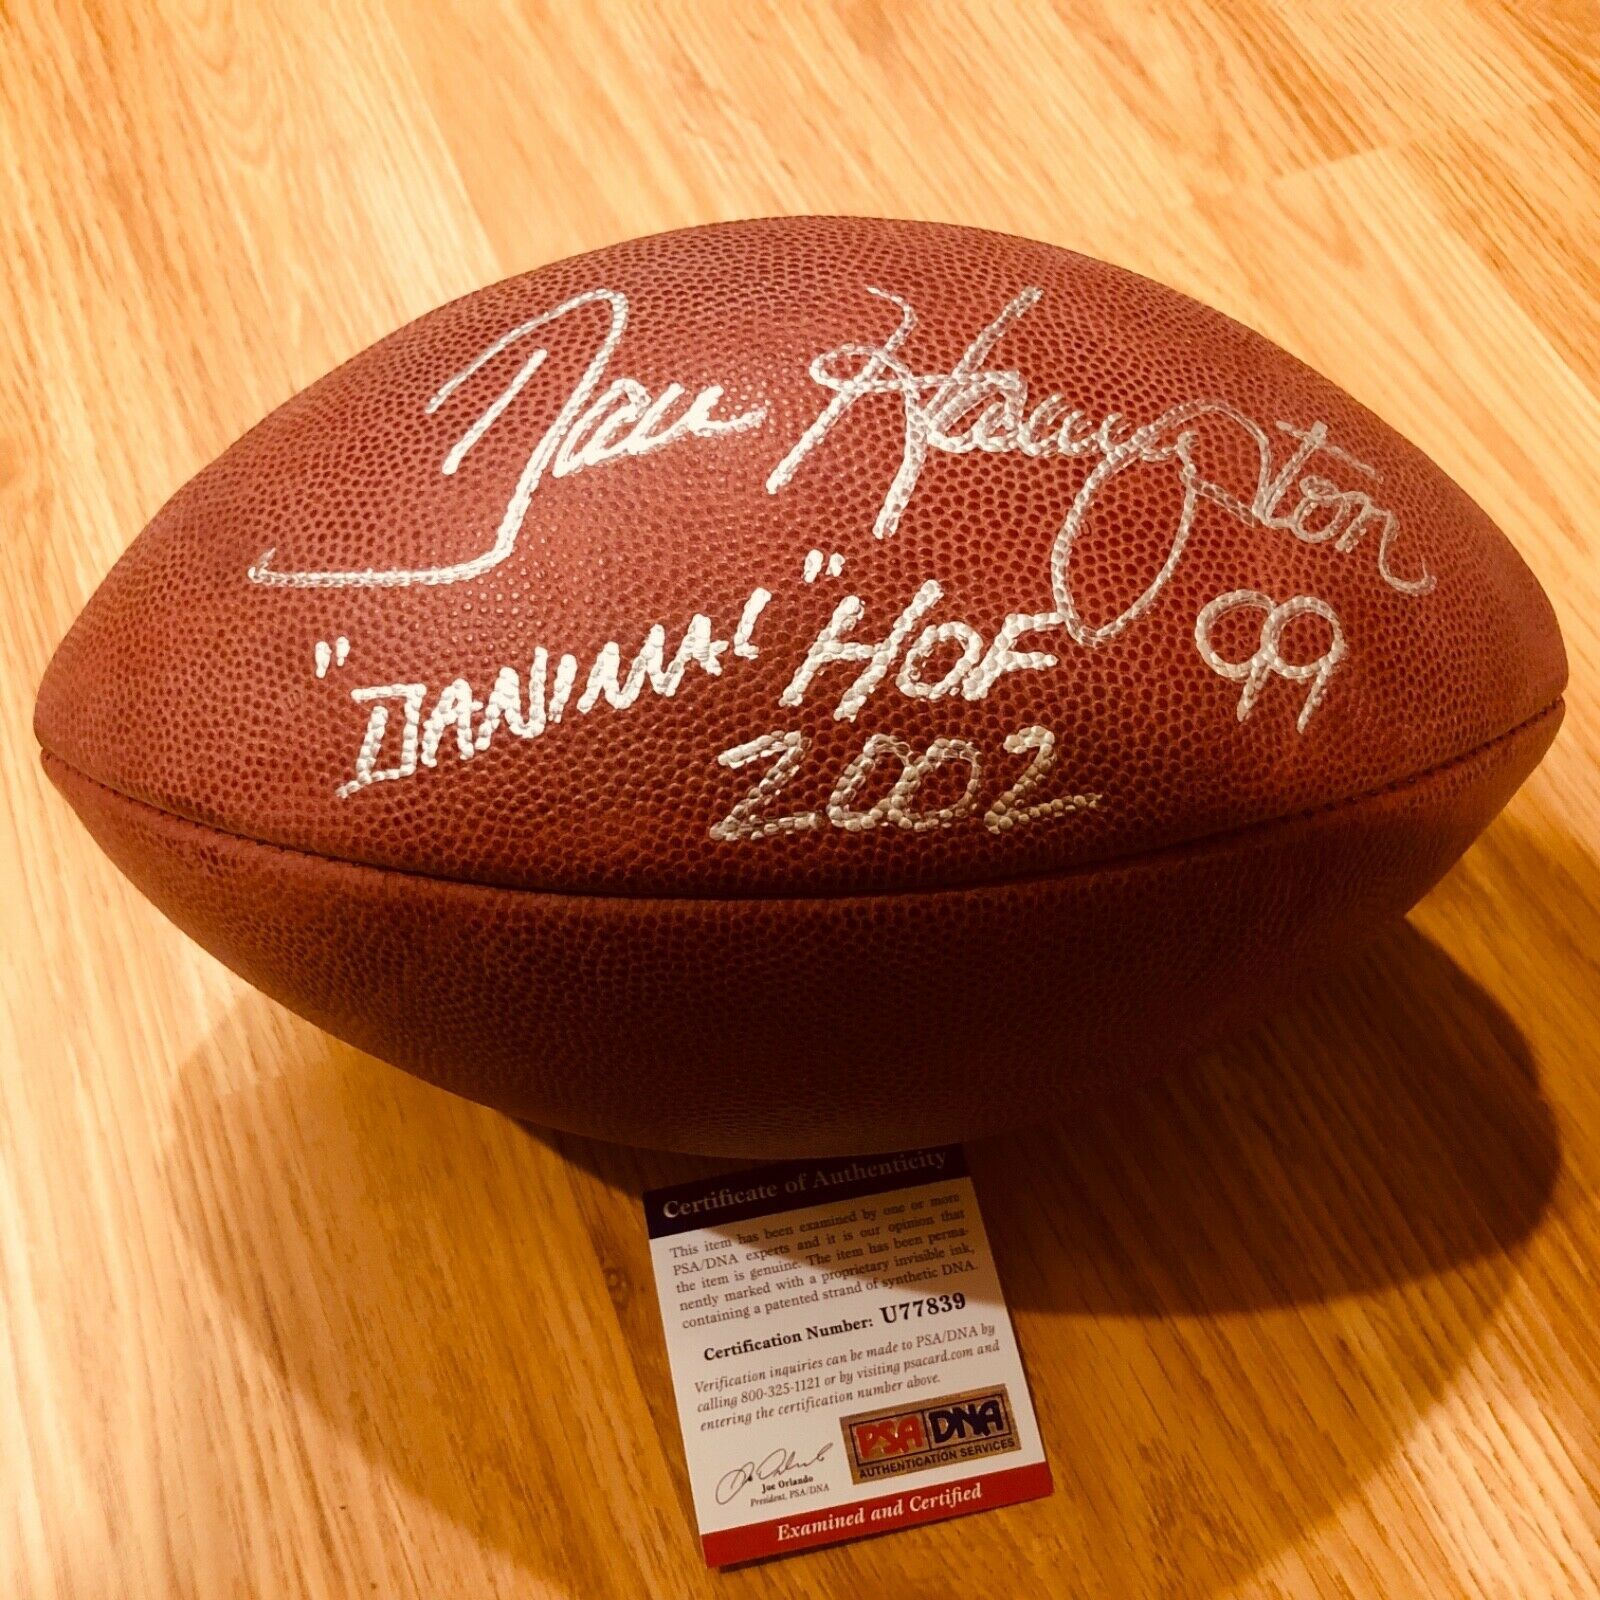 Dan Hampton
99
"DANIMAL" HOF
2002
Certificate of Authenticity
This item has been examined by one or more
PSA/DNA experts and it is our opinion that
the item is genuine. The item has been perma-
nently marked with a proprietary invisible ink,
containing a patented strand of synthetic DNA.
Certification Number: U77839
Verification inquiries can be made to PSA/DNA by
calling 800-325-1121 or by visiting psacard.com and
entering the certification number above.
Joe Orlando
President, PSA/DNA
PSA DNA
AUTHENTICATION SERVICES
Examined and Certified